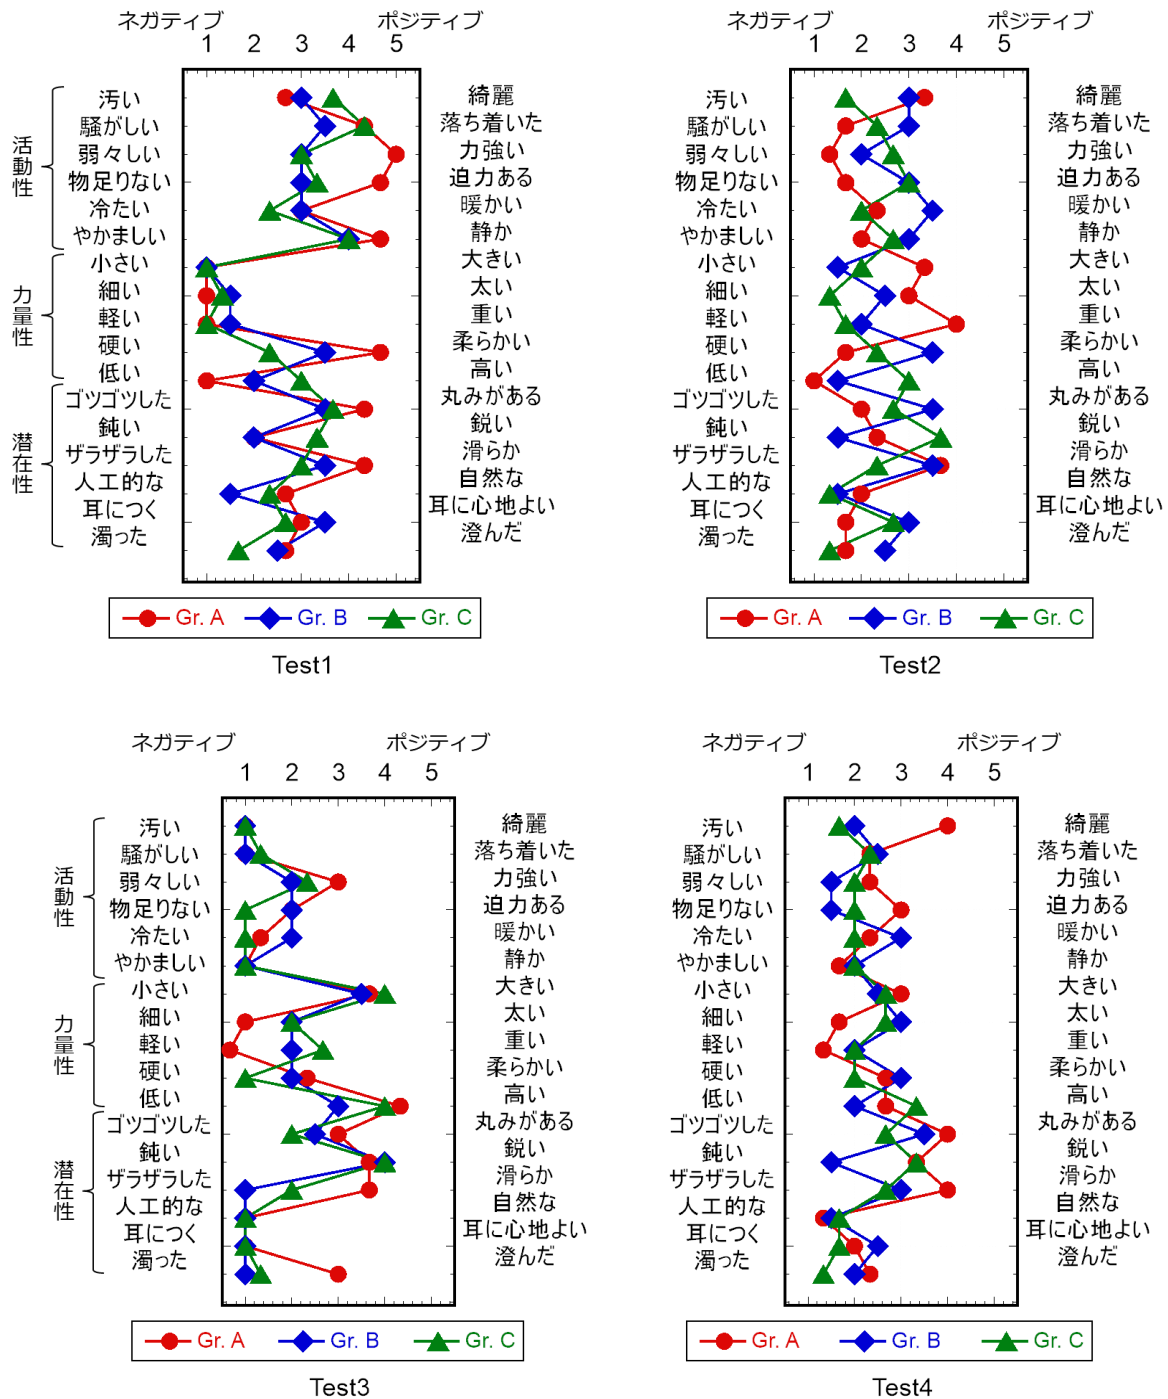 ネガティブ ポジティブ
1 2 3 4 5
活動性
汚い 綺麗
騒がしい 落ち着いた
弱々しい 力強い
物足りない 迫力ある
冷たい 暖かい
やかましい 静か
力量性
小さい 大きい
細い 太い
軽い 重い
硬い 柔らかい
低い 高い
潜在性
ゴツゴツした 丸みがある
鈍い 鋭い
ザラザラした 滑らか
人工的な 自然な
耳につく 耳に心地よい
濁った 澄んだ
Gr. A Gr. B Gr. C
Test1
ネガティブ ポジティブ
1 2 3 4 5
汚い 綺麗
騒がしい 落ち着いた
弱々しい 力強い
物足りない 迫力ある
冷たい 暖かい
やかましい 静か
小さい 大きい
細い 太い
軽い 重い
硬い 柔らかい
低い 高い
ゴツゴツした 丸みがある
鈍い 鋭い
ザラザラした 滑らか
人工的な 自然な
耳につく 耳に心地よい
濁った 澄んだ
Gr. A Gr. B Gr. C
Test2
ネガティブ ポジティブ
1 2 3 4 5
活動性
汚い 綺麗
騒がしい 落ち着いた
弱々しい 力強い
物足りない 迫力ある
冷たい 暖かい
やかましい 静か
力量性
小さい 大きい
細い 太い
軽い 重い
硬い 柔らかい
低い 高い
潜在性
ゴツゴツした 丸みがある
鈍い 鋭い
ザラザラした 滑らか
人工的な 自然な
耳につく 耳に心地よい
濁った 澄んだ
Gr. A Gr. B Gr. C
Test3
ネガティブ ポジティブ
1 2 3 4 5
汚い 綺麗
騒がしい 落ち着いた
弱々しい 力強い
物足りない 迫力ある
冷たい 暖かい
やかましい 静か
小さい 大きい
細い 太い
軽い 重い
硬い 柔らかい
低い 高い
ゴツゴツした 丸みがある
鈍い 鋭い
ザラザラした 滑らか
人工的な 自然な
耳につく 耳に心地よい
濁った 澄んだ
Gr. A Gr. B Gr. C
Test4